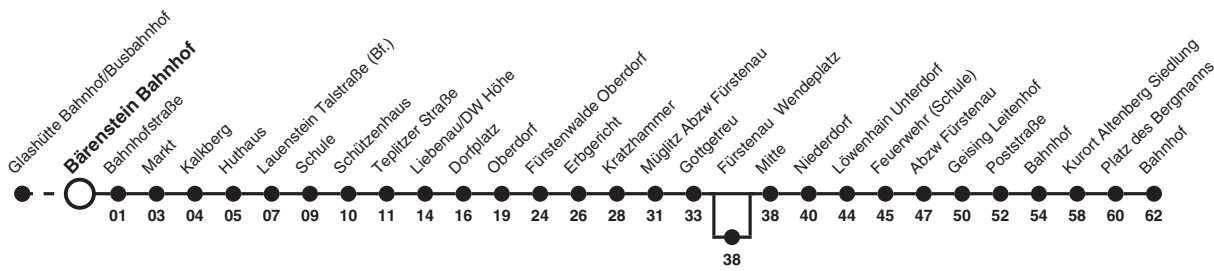 Glashütte Bahnhof/Busbahnhof
Bärenstein Bahnhof
Bahnhofstraße
Markt
Kalkberg
Huthaus
Lauenstein Talstraße (Bf.)
Schule
Schützenhaus
Teplitzer Straße
Liebenau/DW Höhe
Dorfplatz
Oberdorf
Fürstenwalde Oberdorf
Erbgericht
Kratzhammer
Müglitz Abzw Fürstenau
Gottgetreu
Fürstenau Wendeplatz
Mitte
Niederdorf
Löwenhain Unterdorf
Feuerwehr (Schule)
Abzw Fürstenau
Geising Leitenhof
Poststraße
Bahnhof
Kurort Altenberg Siedlung
Platz des Bergmanns
Bahnhof
01 03 04 05 07 09 10 11 14 16 19 24 26 28 31 33 38 40 44 45 47 50 52 54 58 60 62
38